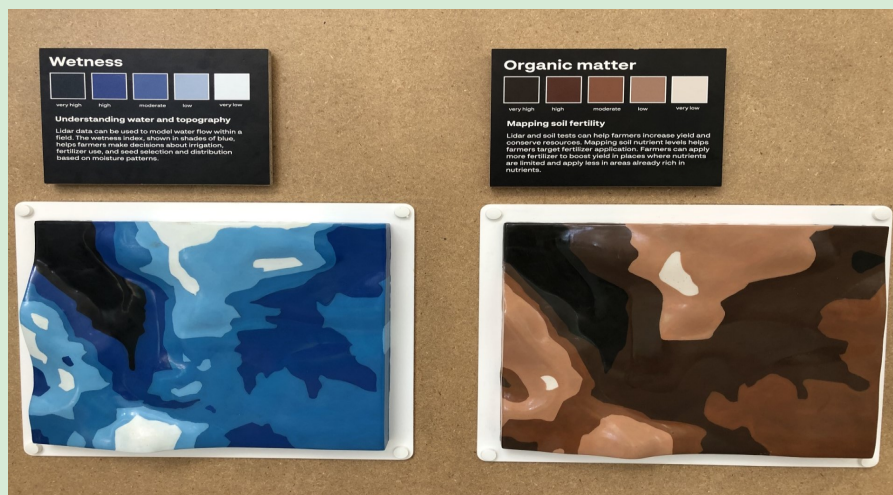 Wetness
very high high moderate low very low
Understanding water and topography
Lidar data can be used to model water flow within a
field. The wetness index, shown in shades of blue,
helps farmers make decisions about irrigation,
fertilizer use, and seed selection and distribution
based on moisture patterns.
Organic matter
very high high moderate low very low
Mapping soil fertility
Lidar and soil tests can help farmers increase yield and
conserve resources. Mapping soil nutrient levels helps
farmers target fertilizer application. Farmers can apply
more fertilizer to boost yield in places where nutrients
are limited and apply less in areas already rich in
nutrients.